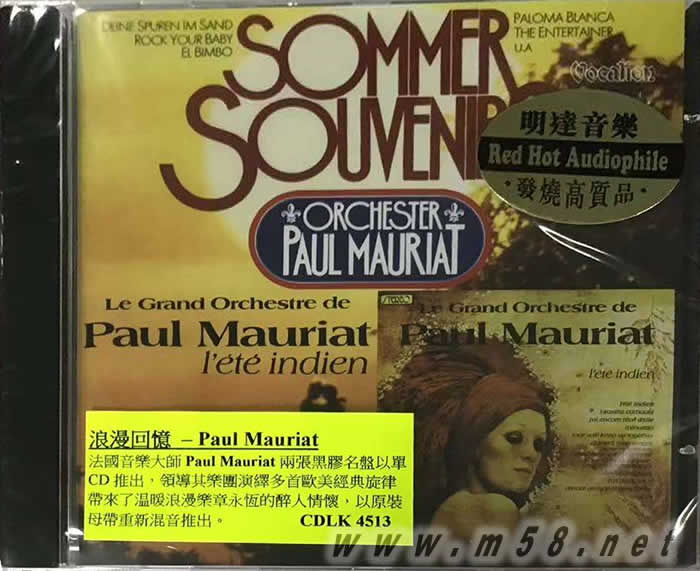 DEINE SPUREN IM SAND
ROCK YOUR BABY
EL BIMBO
PALOMA BLANCA
THE ENTERTAINER
U.A
SOMMER
SOUVENIRS
Vocalion
明達音樂
Red Hot Audiophile
·發燒高質品·
ORCHESTER
PAUL MAURIAT
Le Grand Orchestre de
Paul Mauriat
l'été indien
STEREO
Le Grand Orchestre de
Paul Mauriat
l'été indien
浪漫回憶 – Paul Mauriat
法國音樂大師 Paul Mauriat 兩張黑膠名盤以單
CD 推出，領導其樂團演繹多首歐美經典旋律
帶來了温暖浪漫樂章永恆的醉人情懷，以原裝
母帶重新混音推出。 CDLK 4513
www.m58.net